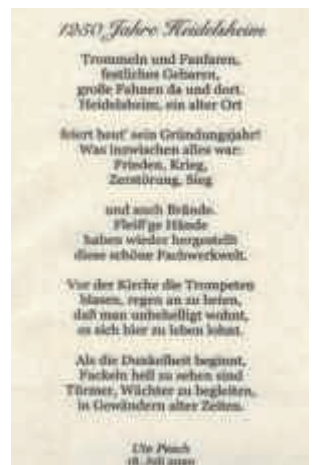 1250 Jahre Heidelsheim
Trommeln und Fanfaren,
festliches Gebaren,
große Fahnen da und dort.
Heidelsheim, ein alter Ort
feiert heut' sein Gründungsjahr!
Was inzwischen alles war:
Frieden, Krieg,
Zerstörung, Sieg
und auch Brände.
Fleiß'ge Hände
haben wieder hergestellt
diese schöne Fachwerkwelt.
Vor der Kirche die Trompeten
blasen, regen an zu beten,
daß man unbehelligt wohnt,
es sich hier zu leben lohnt.
Als die Dunkelheit beginnt,
Fackeln hell zu sehen sind
Türmer, Wächter zu begleiten,
in Gewändern alter Zeiten.
Ute
18. Juli